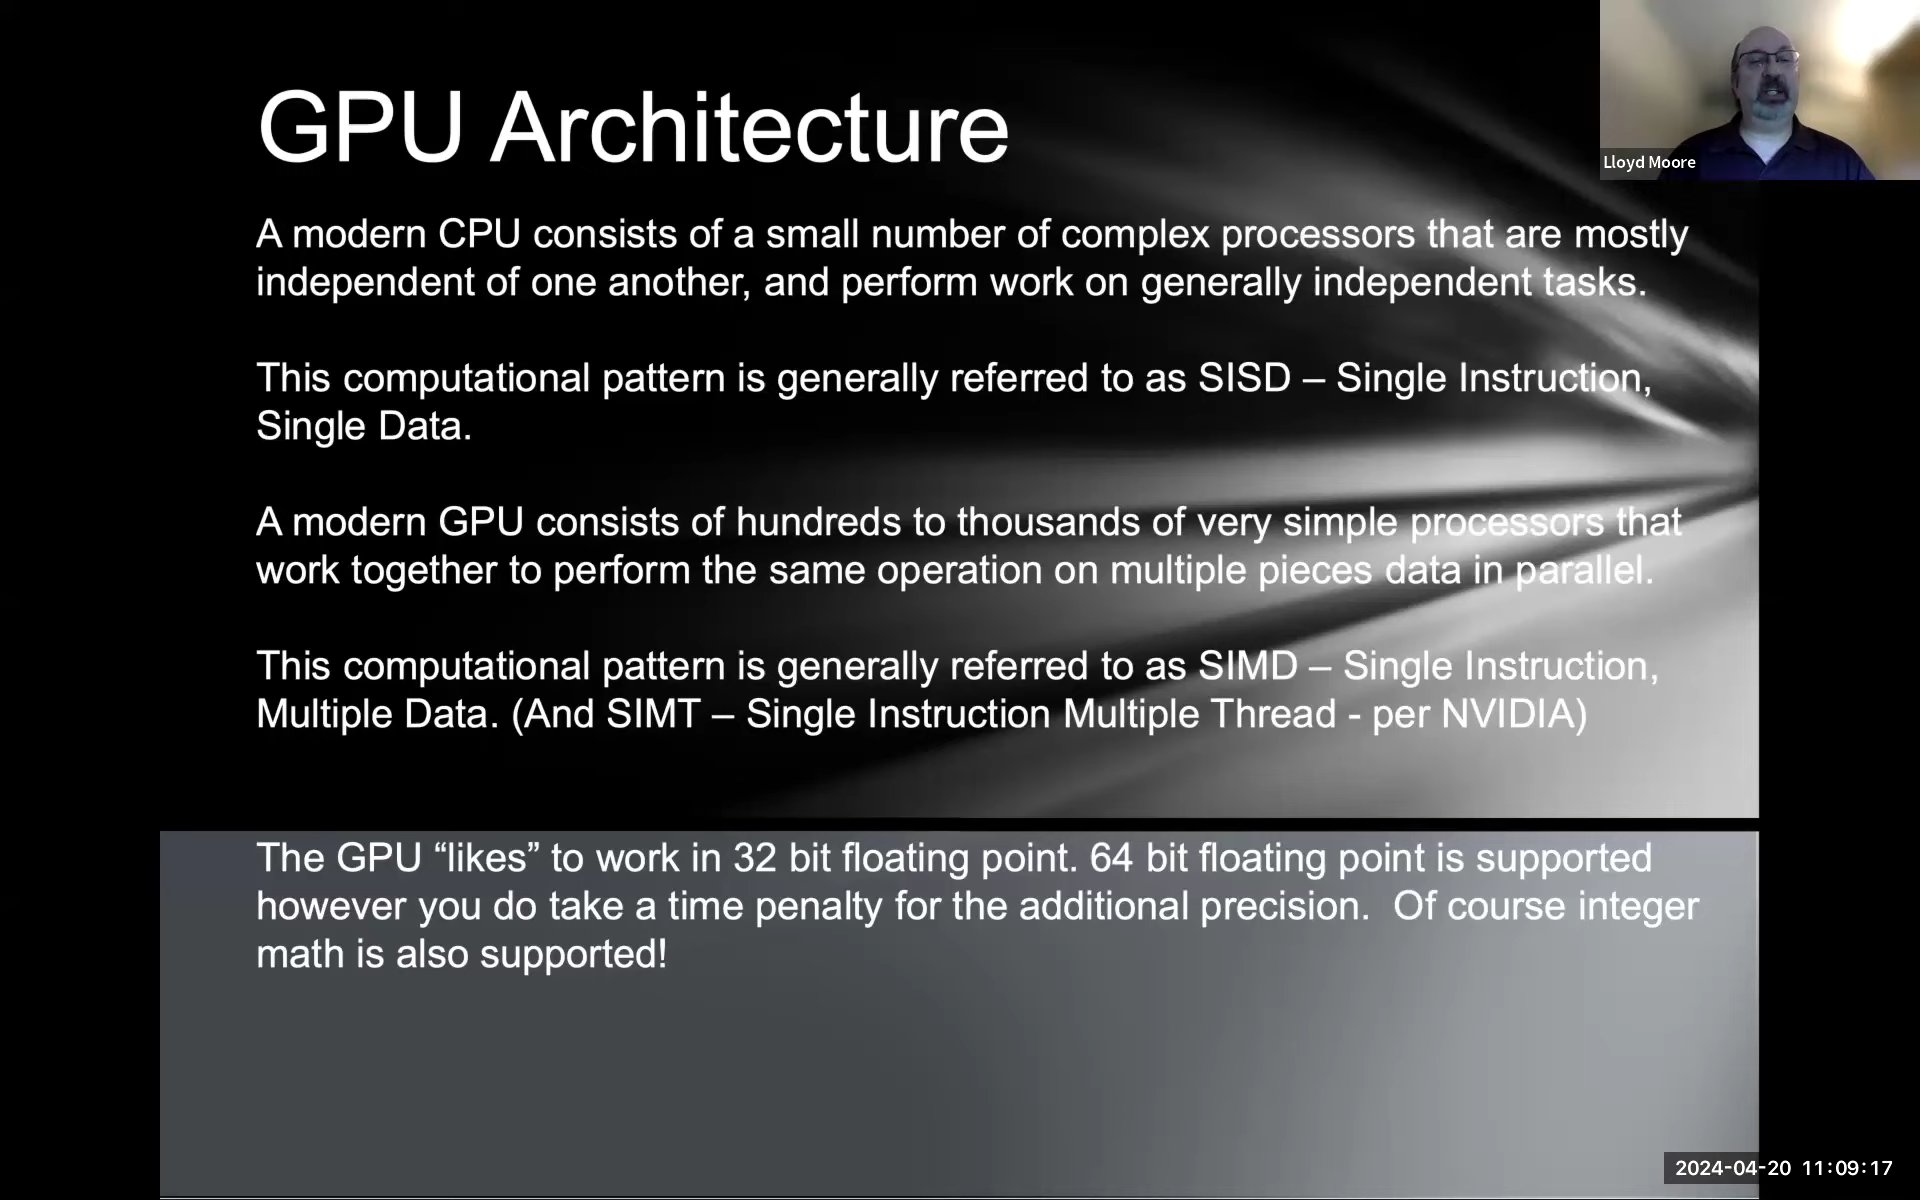 GPU Architecture
Lloyd Moore
A modern CPU consists of a small number of complex processors that are mostly
independent of one another, and perform work on generally independent tasks.
This computational pattern is generally referred to as SISD – Single Instruction,
Single Data.
A modern GPU consists of hundreds to thousands of very simple processors that
work together to perform the same operation on multiple pieces data in parallel.
This computational pattern is generally referred to as SIMD – Single Instruction,
Multiple Data. (And SIMT – Single Instruction Multiple Thread - per NVIDIA)
The GPU “likes” to work in 32 bit floating point. 64 bit floating point is supported
however you do take a time penalty for the additional precision.  Of course integer
math is also supported!
2024-04-20 11:09:17